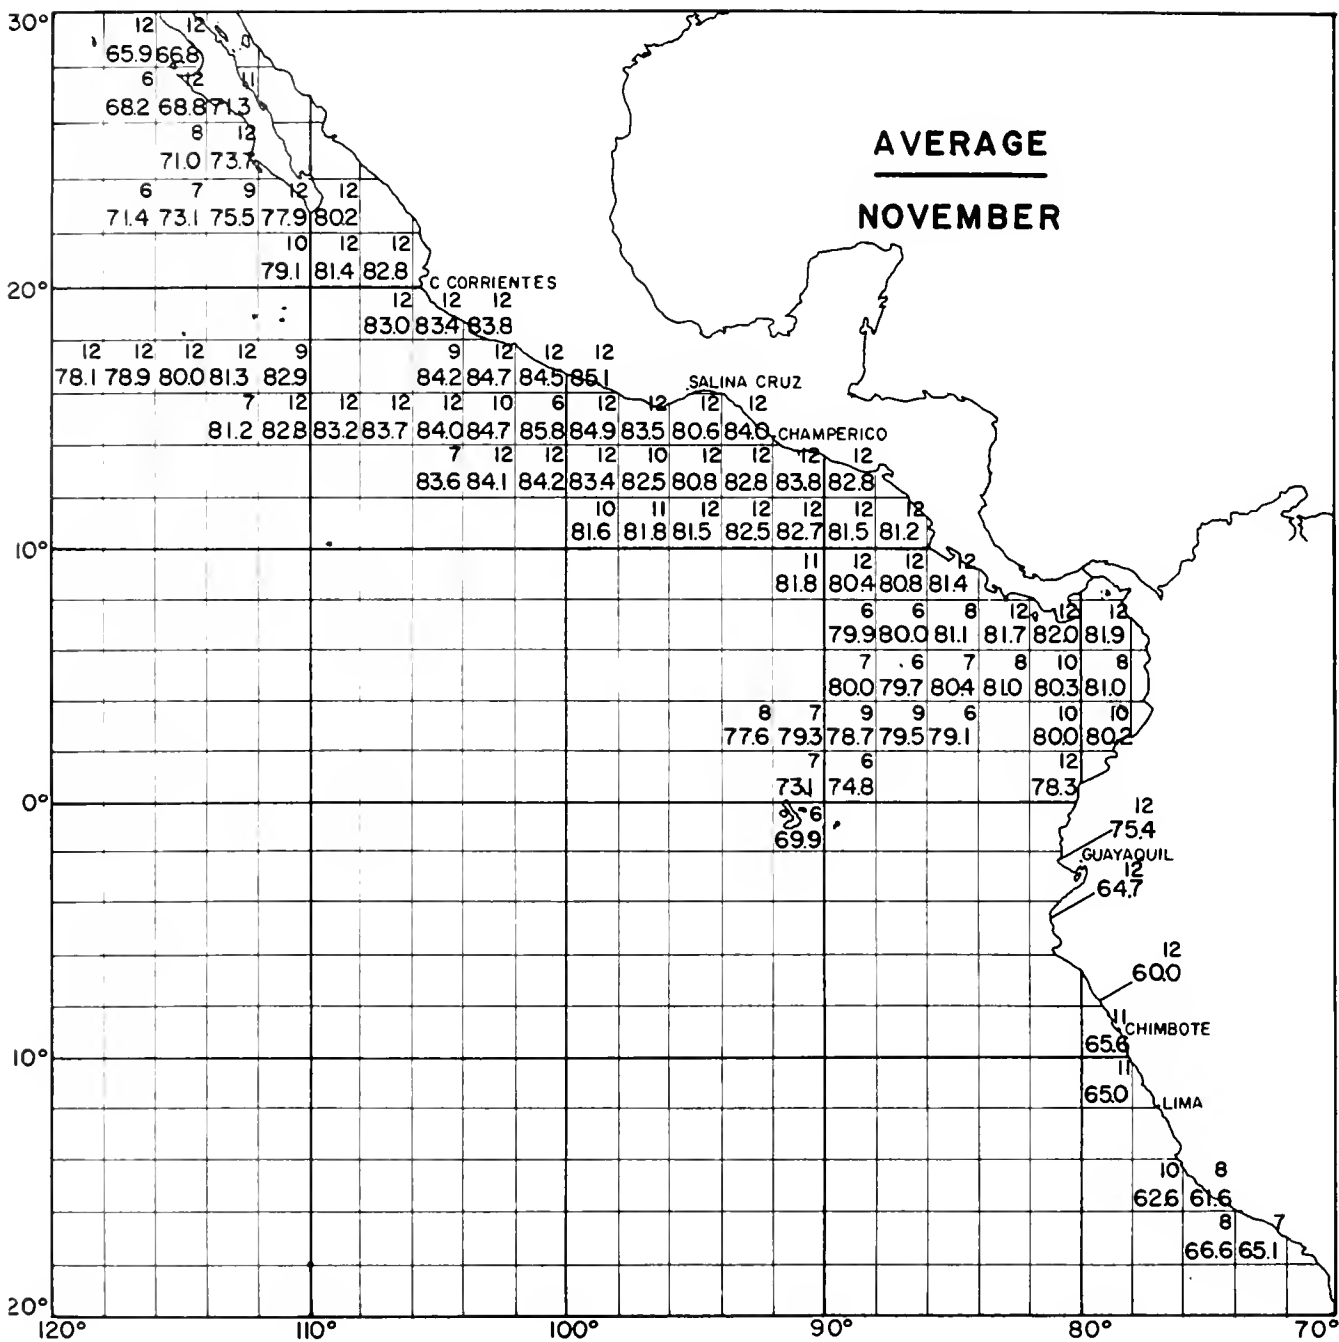 30°
12 12
65.9 66.8
6 12 11
68.2 68.8 71.3
8 12
71.0 73.7
AVERAGE
NOVEMBER
6 7 9 12 12
71.4 73.1 75.5 77.9 80.2
10 12 12
79.1 81.4 82.8
C CORRIENTES
20°
12 12 12
83.0 83.4 83.8
12 12 12 12 9 9 12 12 12
78.1 78.9 80.0 81.3 82.9 84.2 84.7 84.5 85.1
SALINA CRUZ
7 12 12 12 12 10 6 12 12 12 12
81.2 82.8 83.2 83.7 84.0 84.7 85.8 84.9 83.5 80.6 84.0
CHAMPERICO
7 12 12 12 10 12 12 12 12
83.6 84.1 84.2 83.4 82.5 80.8 82.8 83.8 82.8
10 11 12 12 12 12 12
81.6 81.8 81.5 82.5 82.7 81.5 81.2
10°
11 12 12 12
81.8 80.4 80.8 81.4
6 6 8 12 12 12
79.9 80.0 81.1 81.7 82.0 81.9
7 6 7 8 10 8
80.0 79.7 80.4 81.0 80.3 81.0
8 7 9 9 6 10 10
77.6 79.3 78.7 79.5 79.1 80.0 80.2
7 6 12
73.1 74.8 78.3
0°
6 12
69.9 75.4
GUAYAQUIL
12
64.7
12
60.0
11
CHIMBOTE
65.6
10°
11
65.0
LIMA
10 8
62.6 61.6
8 7
66.6 65.1
20°
120° 110° 100° 90° 80° 70°